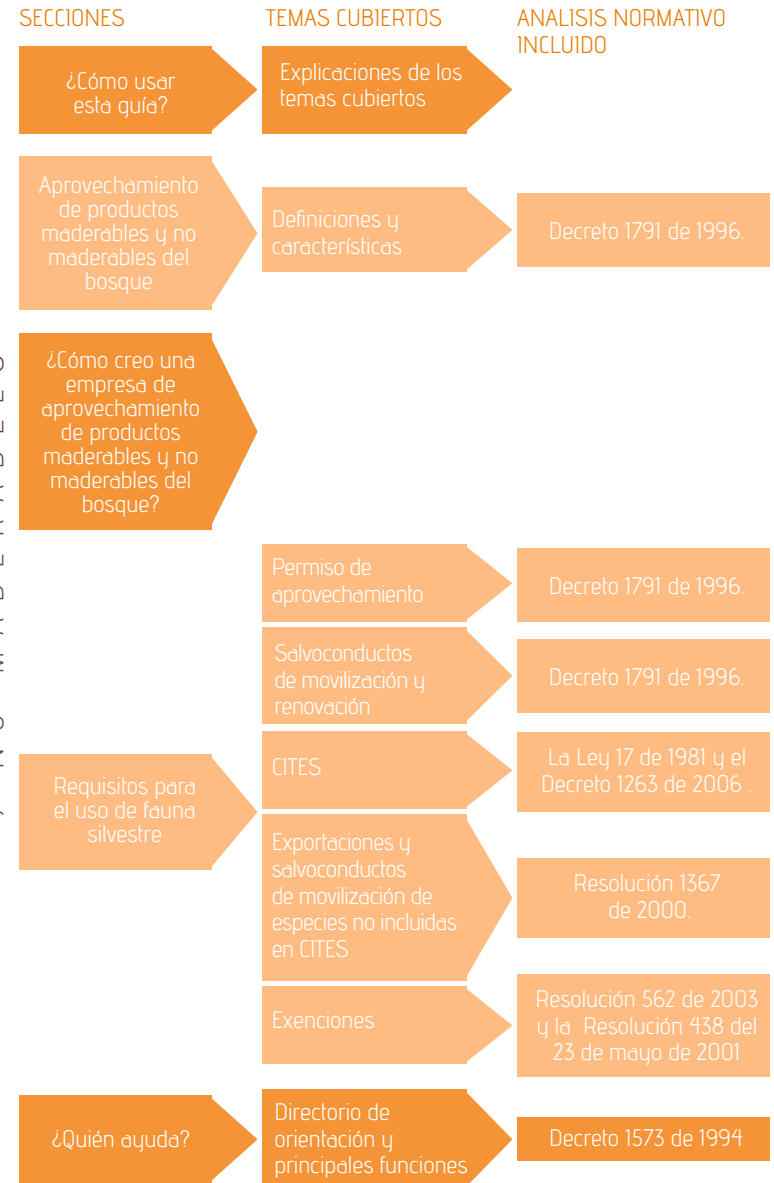 SECCIONES
TEMAS CUBIERTOS
ANALISIS NORMATIVO
INCLUIDO
¿Cómo usar
esta guía?
Explicaciones de los
temas cubiertos
Aprovechamiento
de productos
maderables y no
maderables del
bosque
Definiciones y
características
Decreto 1791 de 1996.
¿Cómo creo una
empresa de
aprovechamiento
de productos
maderables y no
maderables del
bosque?
Requisitos para
el uso de fauna
silvestre
Permiso de
aprovechamiento
Decreto 1791 de 1996.
Salvoconductos
de movilización y
renovación
Decreto 1791 de 1996.
CITES
La Ley 17 de 1981 y el
Decreto 1263 de 2006 .
Exportaciones y
salvoconductos
de movilización de
especies no incluidas
en CITES
Resolución 1367
de 2000.
Exenciones
Resolución 562 de 2003
y la Resolución 438 del
23 de mayo de 2001
¿Quién ayuda?
Directorio de
orientación y
principales funciones
Decreto 1573 de 1994